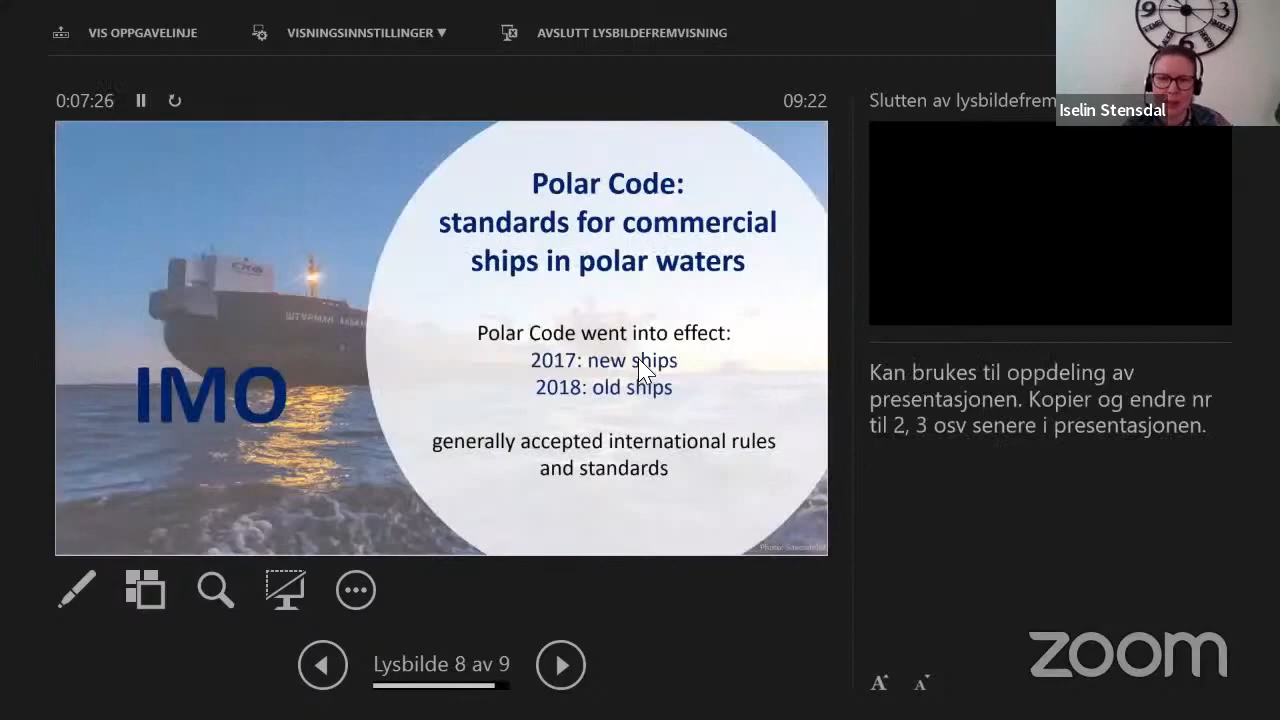 VIS OPPGAVELINJE
VISNINGSINNSTILLINGER ▼
AVSLUTT LYSBILDEFREMVISNING
0:07:26
09:22
Polar Code:
standards for commercial
ships in polar waters
Polar Code went into effect:
2017: new ships
2018: old ships
generally accepted international rules
and standards
IMO
ШТУРМАН
Slutten av lysbildefrem
Iselin Stensdal
Kan brukes til oppdeling av
presentasjonen. Kopier og endre nr
til 2, 3 osv senere i presentasjonen.
Lysbilde 8 av 9
A A
zoom